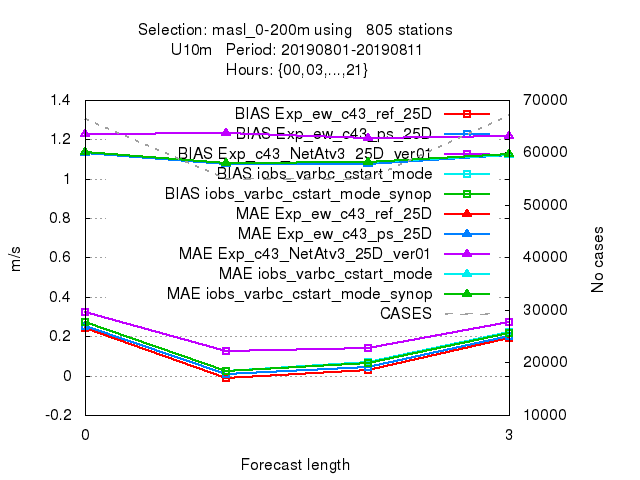 Selection: masl_0-200m using   805 stations
U10m   Period: 20190801-20190811
Hours: {00,03,...,21}
1.4
1.2
1
0.8
0.6
0.4
0.2
0
-0.2
m/s
BIAS Exp_ew_c43_ref_25D
BIAS Exp_ew_c43_ps_25D
BIAS Exp_c43_NetAtv3_25D_ver01
BIAS iobs_varbc_cstart_mode
BIAS iobs_varbc_cstart_mode_synop
MAE Exp_ew_c43_ref_25D
MAE Exp_ew_c43_ps_25D
MAE Exp_c43_NetAtv3_25D_ver01
MAE iobs_varbc_cstart_mode
MAE iobs_varbc_cstart_mode_synop
CASES
70000
60000
50000
40000
30000
20000
10000
No cases
0 3
Forecast length